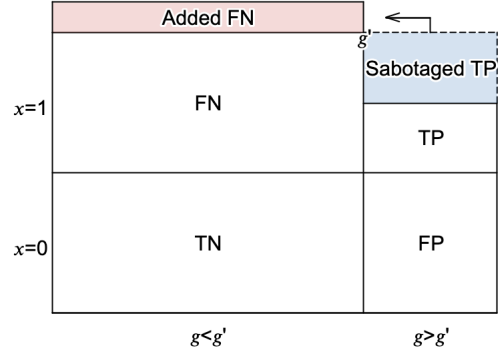 Added FN
g'
Sabotaged TP
FN
x=1
TP
TN
FP
x=0
g<g'
g>g'